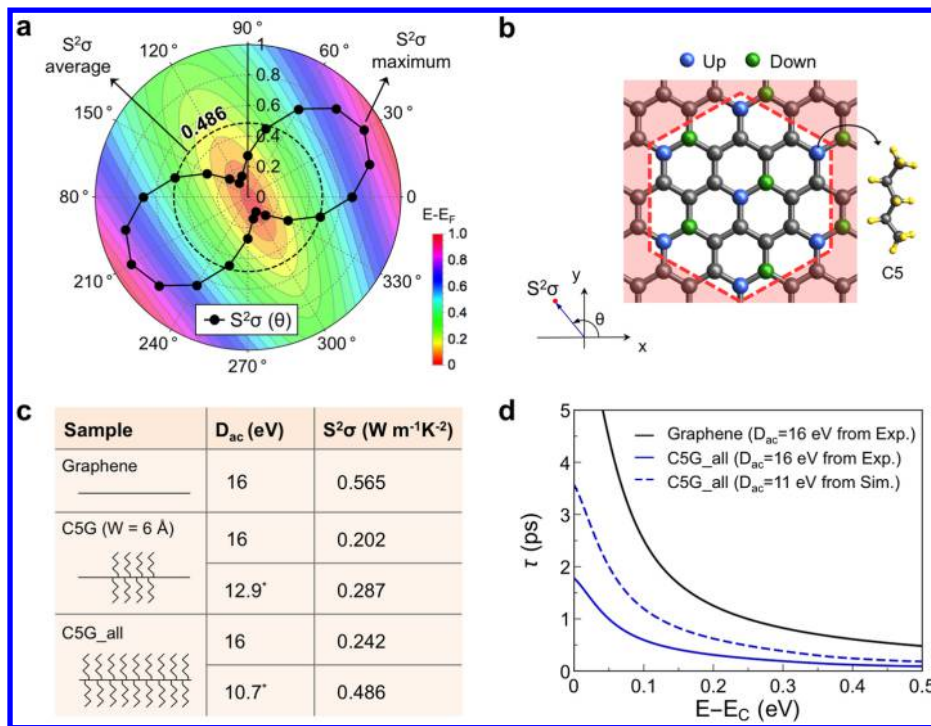 a
S²σ average
S²σ maximum
90 °
120 °
60 °
150 °
30 °
80 °
0
210 °
330 °
240 °
300 °
270 °
1
0.8
0.6
0.4
0.2
0
0.486
E-E_F
1.0
0.8
0.6
0.4
0.2
0
S²σ (θ)
b
Up
Down
C5
S²σ
y
θ
x
c
Sample D_ac (eV) S²σ (W m⁻¹K⁻²)
Graphene
16 0.565
C5G (W = 6 Å)
16 0.202
12.9* 0.287
C5G_all
16 0.242
10.7* 0.486
d
Graphene (D_ac=16 eV from Exp.)
C5G_all (D_ac=16 eV from Exp.)
C5G_all (D_ac=11 eV from Sim.)
τ (ps)
5
4
3
2
1
0
0 0.1 0.2 0.3 0.4 0.5
E−E_C (eV)